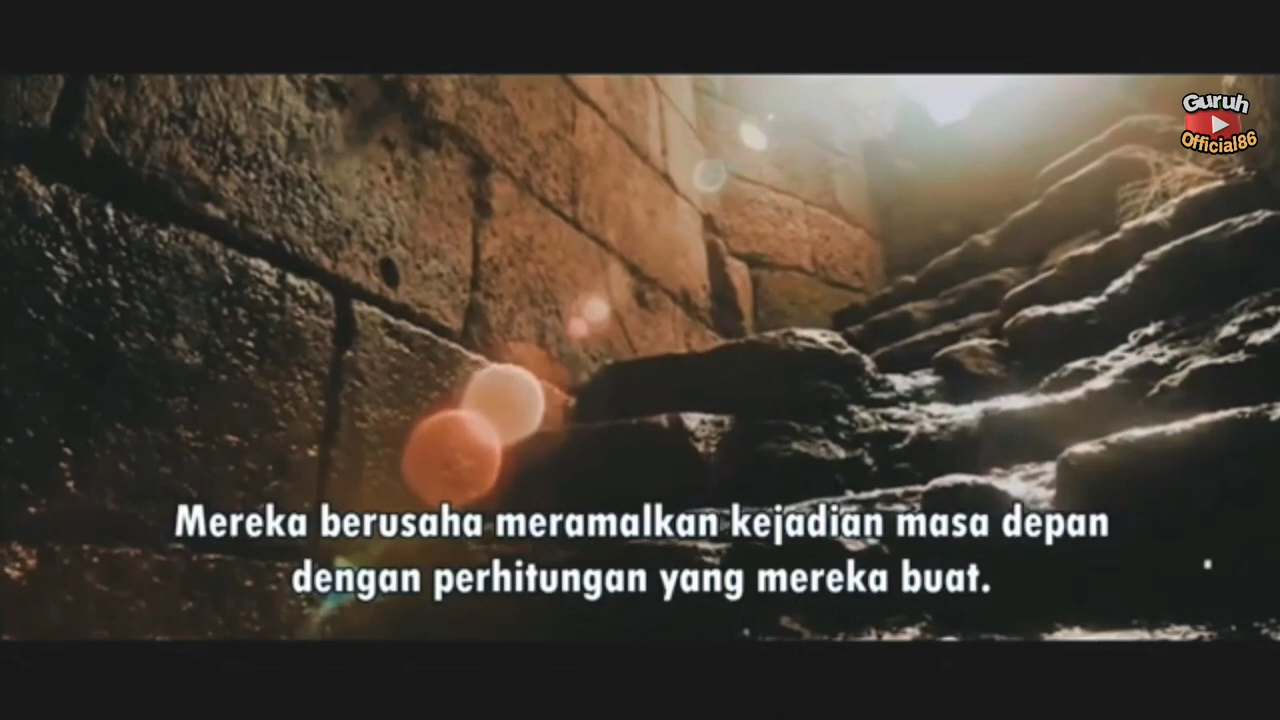 Guruh
Official86
Mereka berusaha meramalkan kejadian masa depan
dengan perhitungan yang mereka buat.